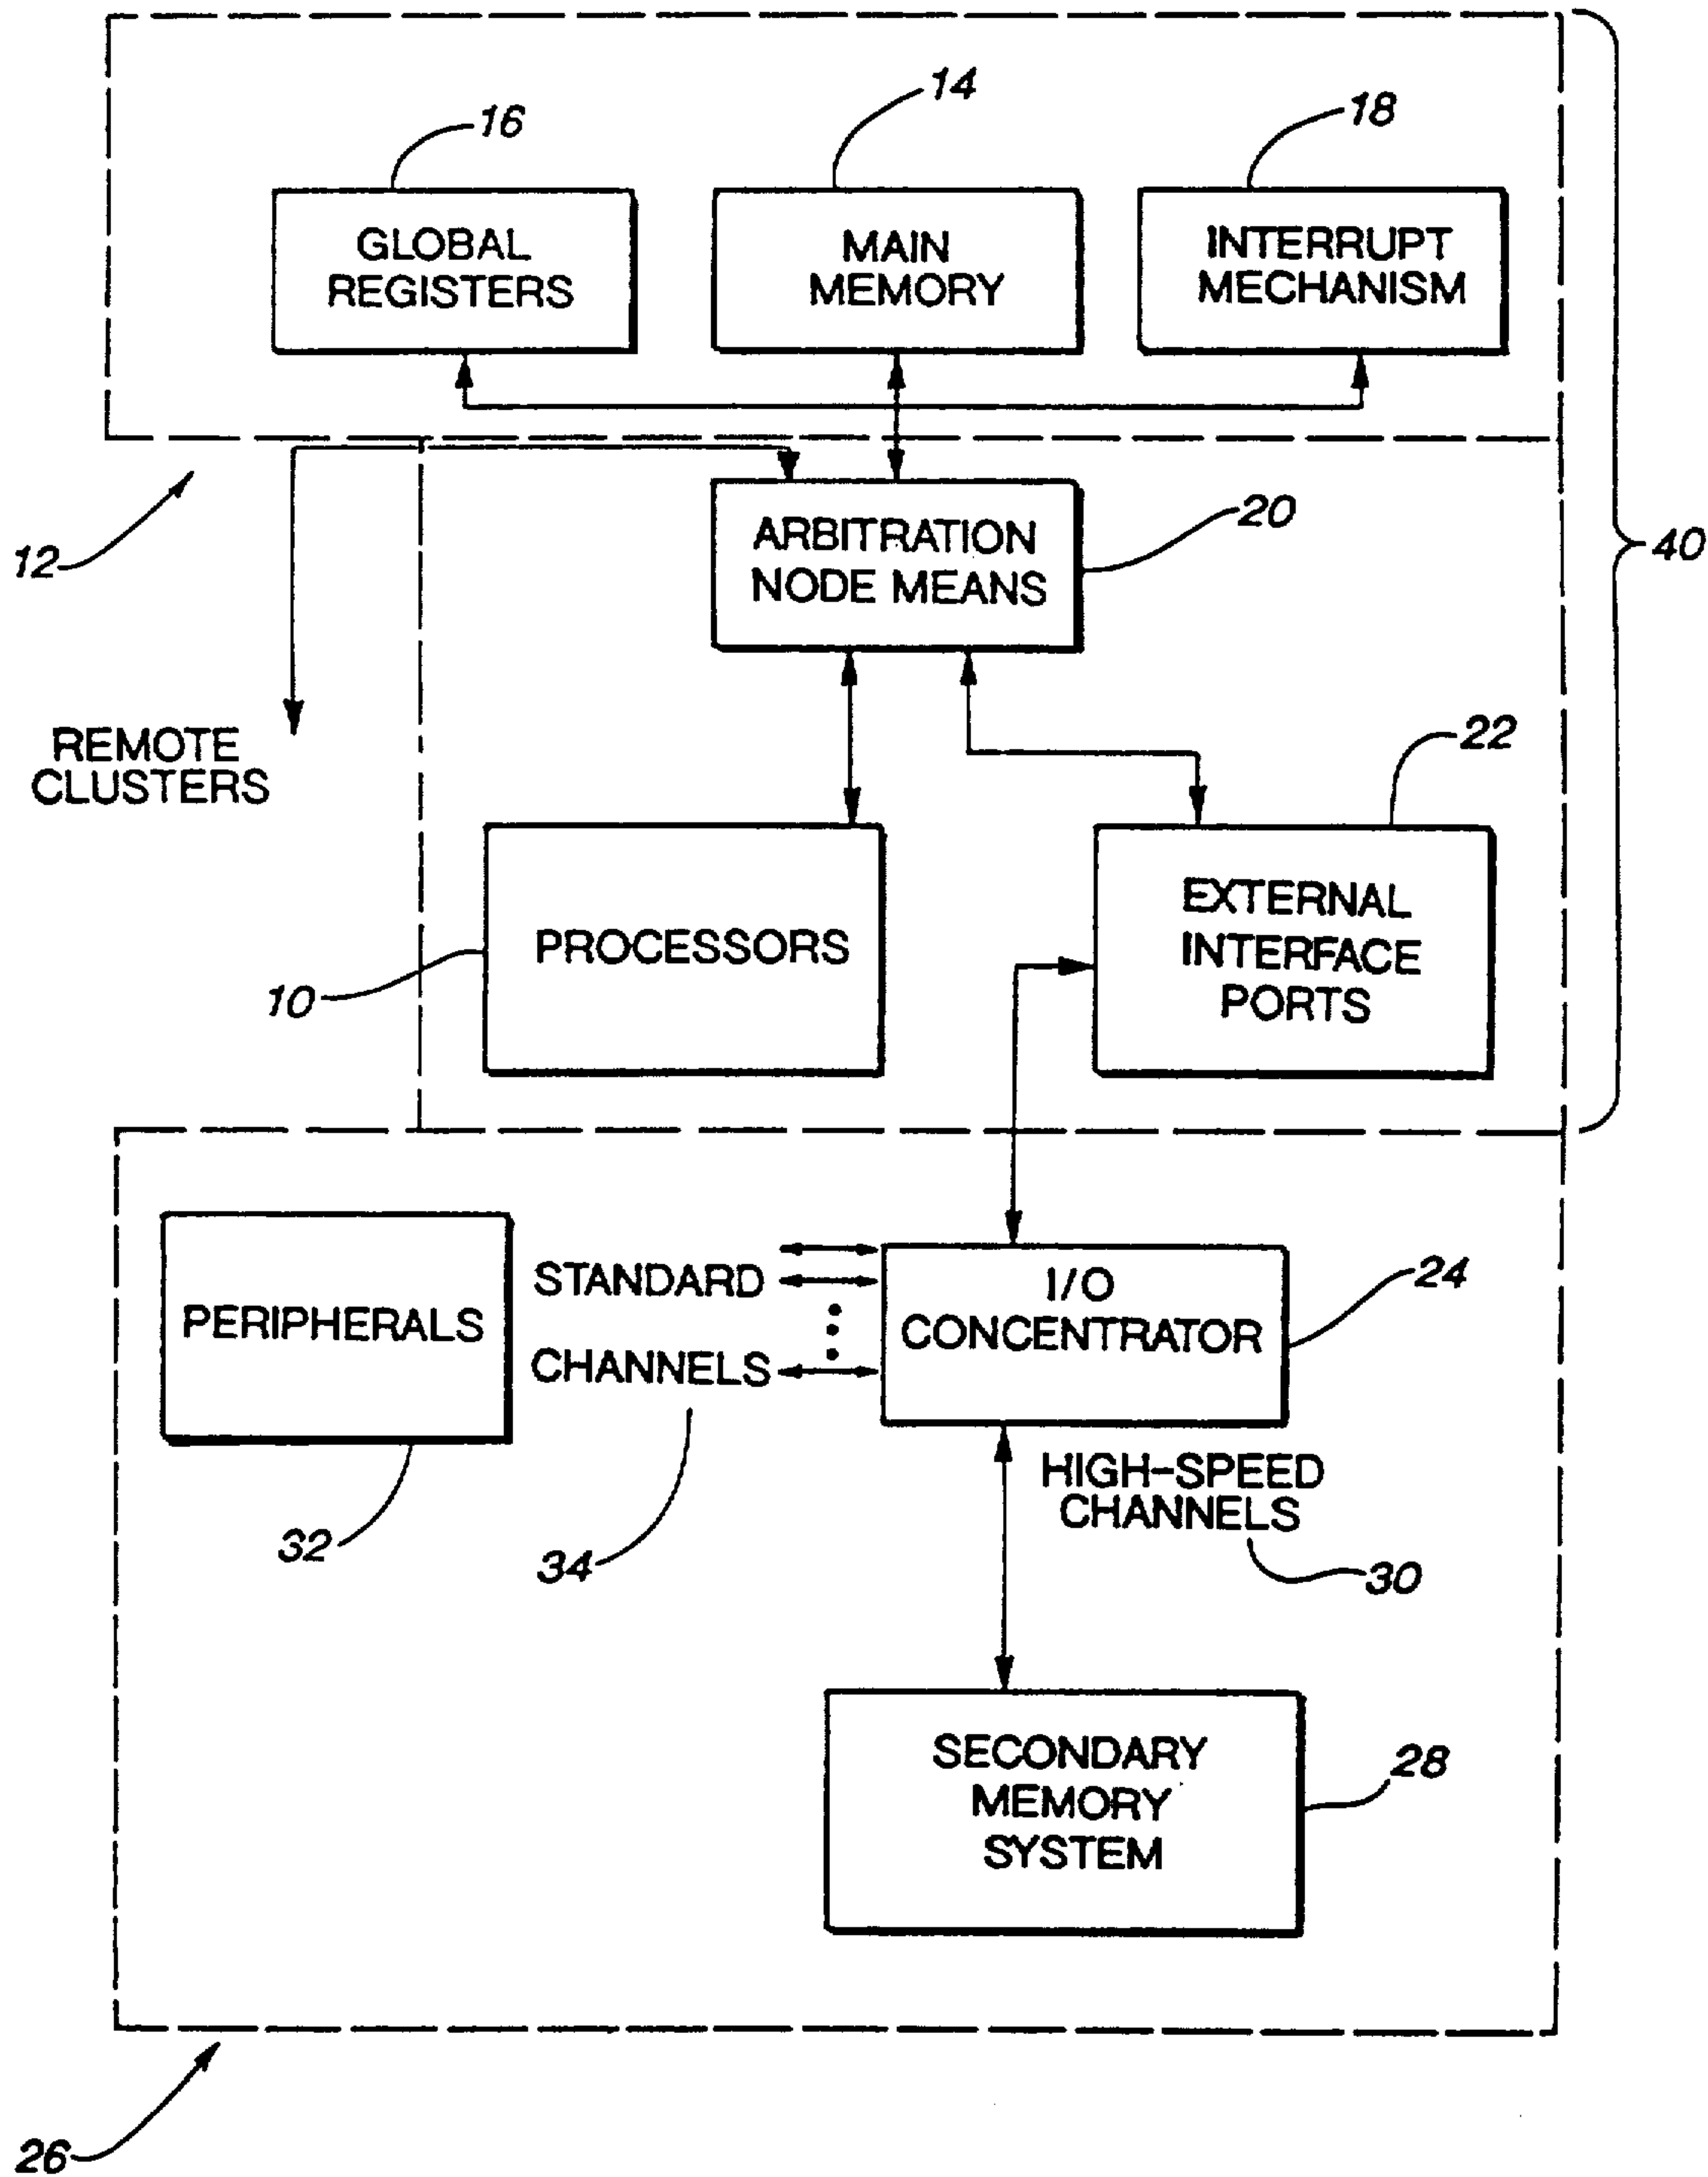 14
16
18
GLOBAL
REGISTERS
MAIN
MEMORY
INTERRUPT
MECHANISM
12
20
40
ARBITRATION
NODE MEANS
REMOTE
CLUSTERS
22
10
PROCESSORS
EXTERNAL
INTERFACE
PORTS
PERIPHERALS
STANDARD
CHANNELS
I/O
CONCENTRATOR
24
32
34
HIGH-SPEED
CHANNELS
30
SECONDARY
MEMORY
SYSTEM
28
26